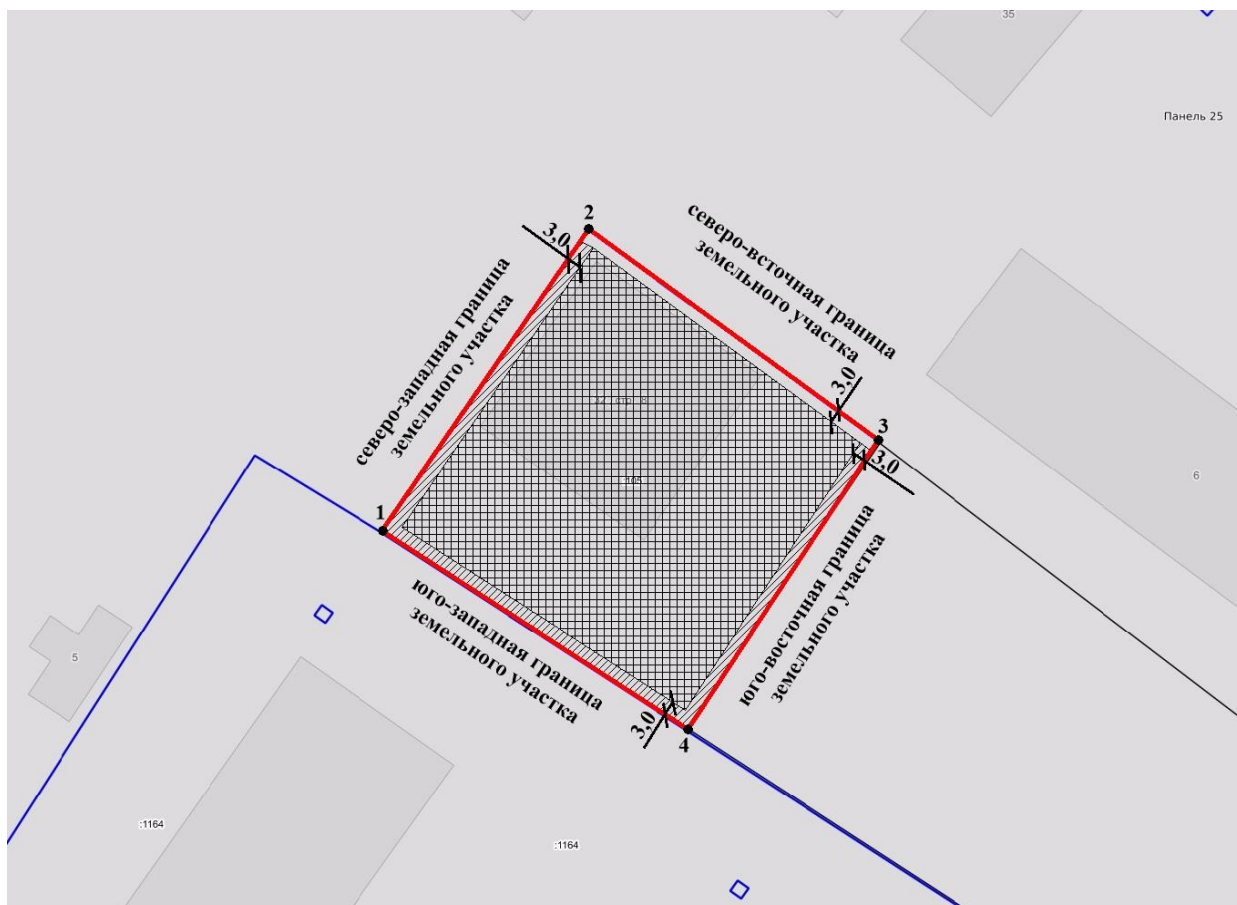 35
Панель 25
2
3,0
северо-всточная граница
земельного участка
северо-западная граница
земельного участка
3,0
3
3,0
6
:105
1
юго-западная граница
земельного участка
юго-восточная граница
земельного участка
3,0
4
5
:1164
:1164